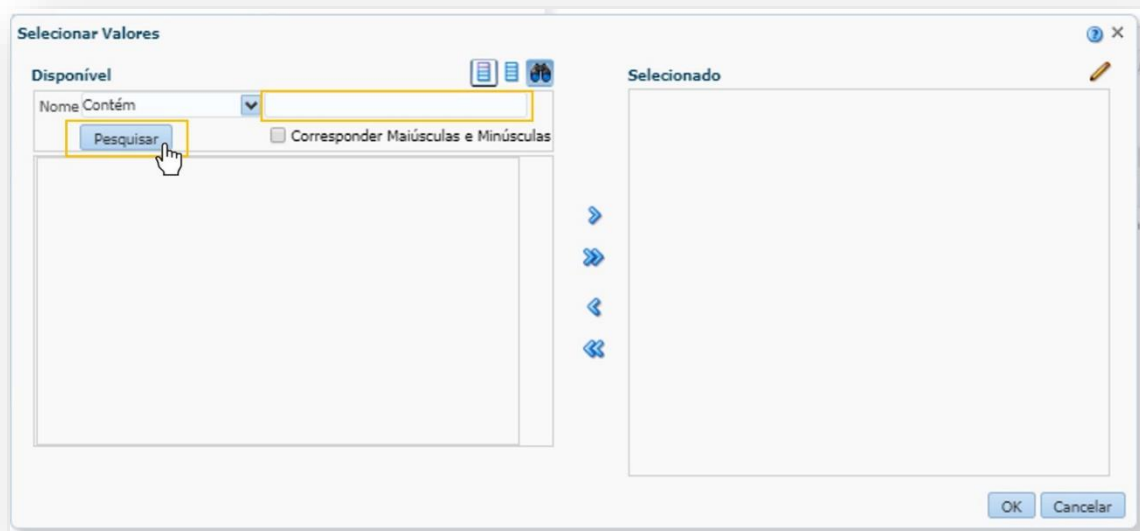 Selecionar Valores
Disponível
Selecionado
Nome Contém
Pesquisar
Corresponder Maiúsculas e Minúsculas
OK Cancelar